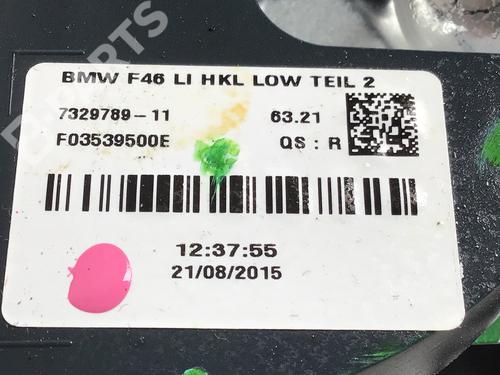 BMW F46 LI HKL LOW TEIL 2
7329789-11 63.21
F03539500E QS : R
12:37:55
21/08/2015